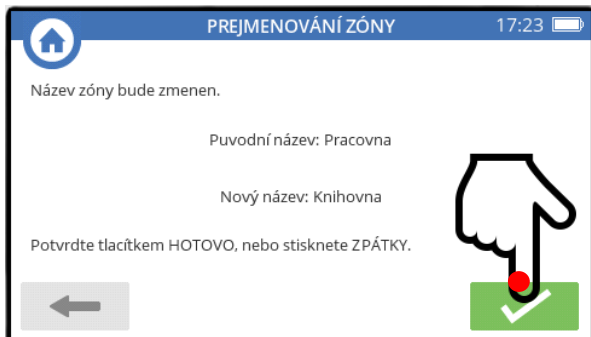 PREJMENOVÁNÍ ZÓNY 17:23
Název zóny bude zmenen.
Puvodní název: Pracovna
Nový název: Knihovna
Potvrdte tlacítkem HOTOVO, nebo stisknete ZPÁTKY.